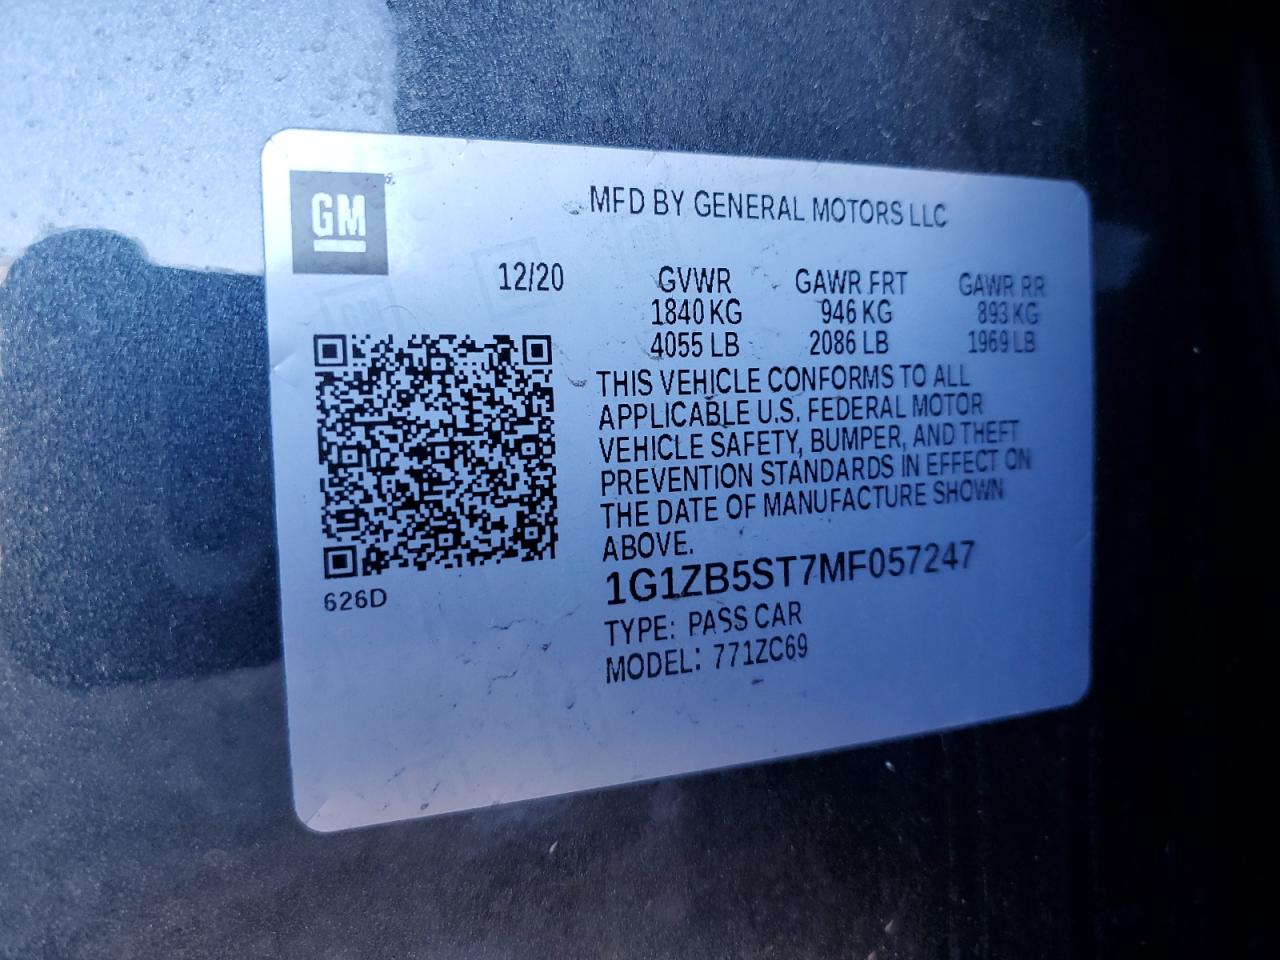 GM
MFD BY GENERAL MOTORS LLC
12/20 GVWR GAWR FRT GAWR RR
1840 KG 946 KG 893 KG
4055 LB 2086 LB 1969 LB
THIS VEHICLE CONFORMS TO ALL
APPLICABLE U.S. FEDERAL MOTOR
VEHICLE SAFETY, BUMPER, AND THEFT
PREVENTION STANDARDS IN EFFECT ON
THE DATE OF MANUFACTURE SHOWN
ABOVE.
1G1ZB5ST7MF057247
626D
TYPE: PASS CAR
MODEL: 771ZC69